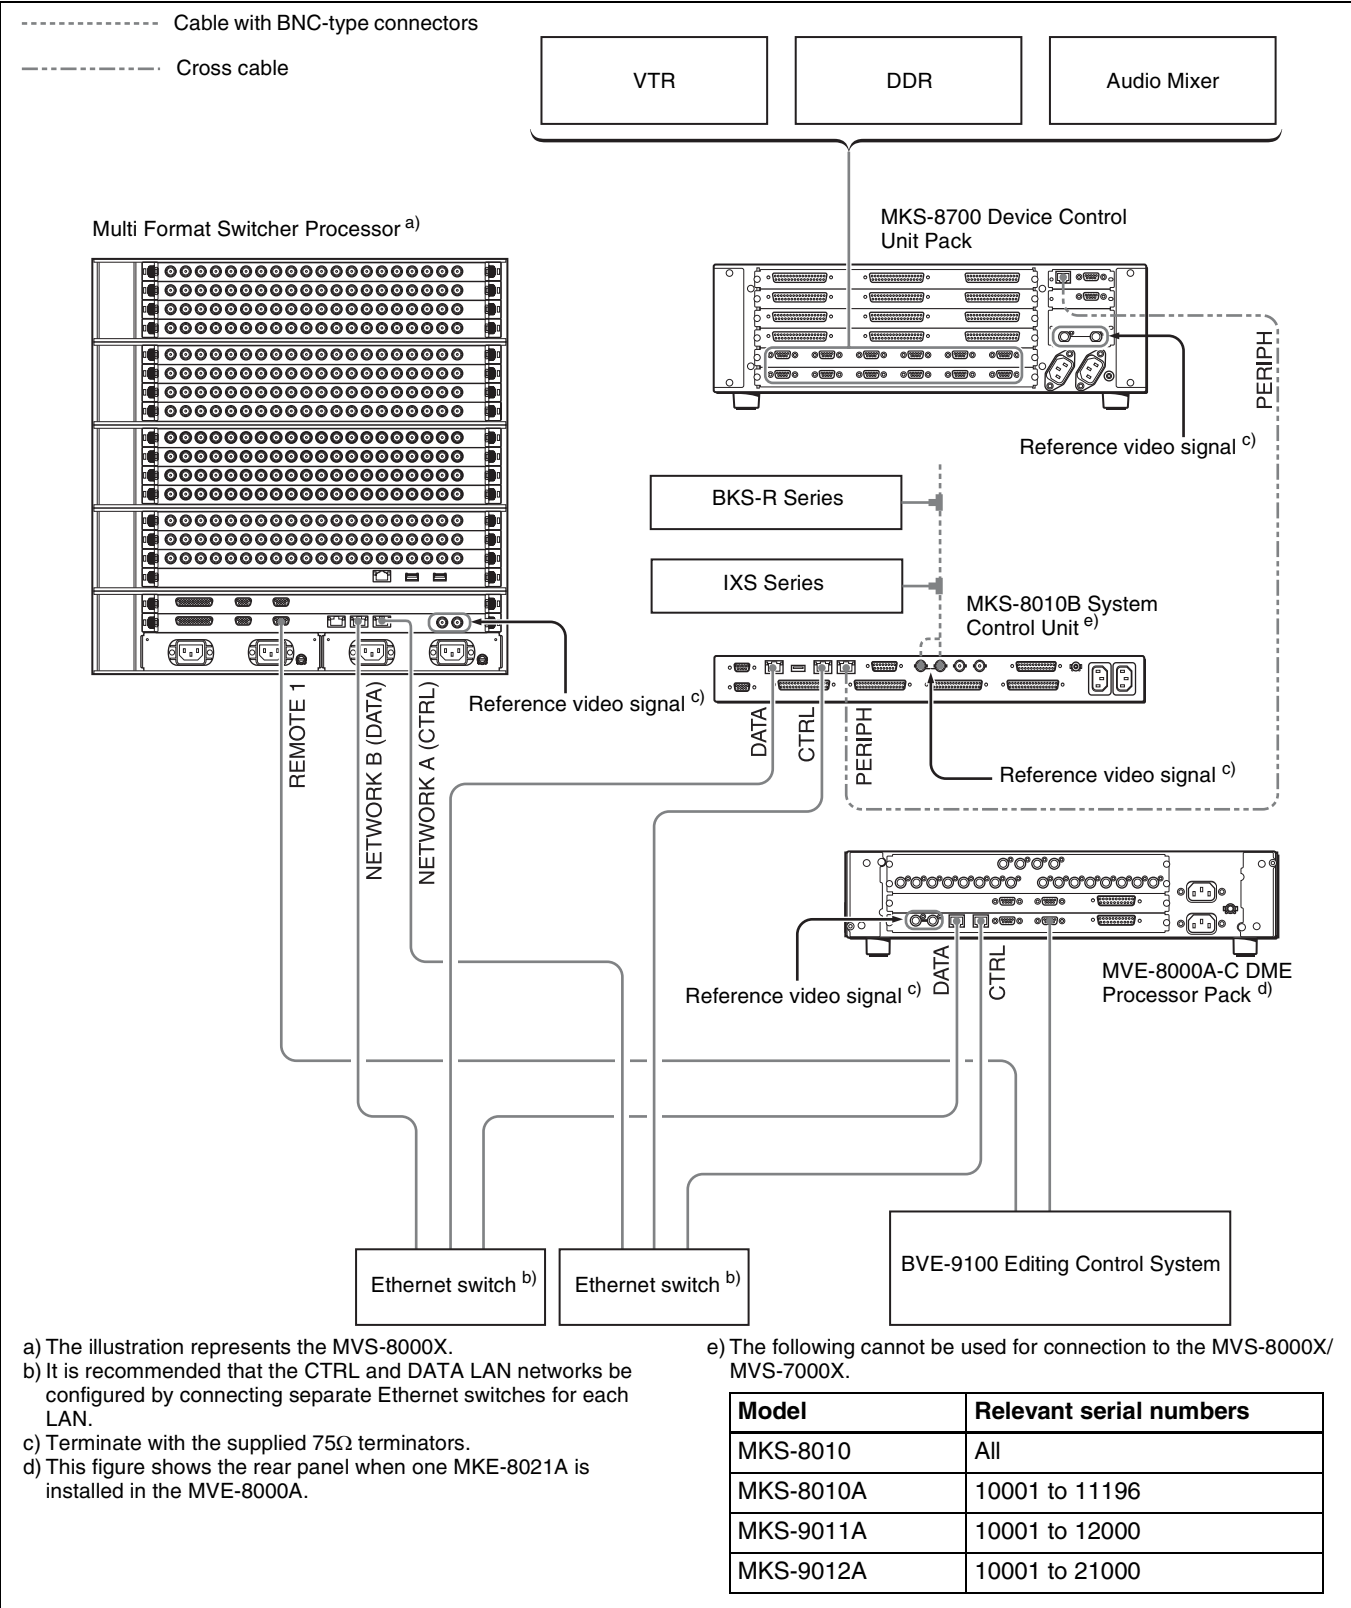 Cable with BNC-type connectors
Cross cable
VTR
DDR
Audio Mixer
MKS-8700 Device Control
Unit Pack
Multi Format Switcher Processor a)
PERIPH
Reference video signal c)
BKS-R Series
IXS Series
MKS-8010B System
Control Unit e)
Reference video signal c)
REMOTE 1
NETWORK B (DATA)
NETWORK A (CTRL)
DATA
CTRL
PERIPH
Reference video signal c)
Reference video signal c)
DATA
CTRL
MVE-8000A-C DME
Processor Pack d)
BVE-9100 Editing Control System
Ethernet switch b)
Ethernet switch b)
a) The illustration represents the MVS-8000X.
b) It is recommended that the CTRL and DATA LAN networks be
configured by connecting separate Ethernet switches for each
LAN.
c) Terminate with the supplied 75Ω terminators.
d) This figure shows the rear panel when one MKE-8021A is
installed in the MVE-8000A.
e) The following cannot be used for connection to the MVS-8000X/
MVS-7000X.
Model Relevant serial numbers
MKS-8010 All
MKS-8010A 10001 to 11196
MKS-9011A 10001 to 12000
MKS-9012A 10001 to 21000